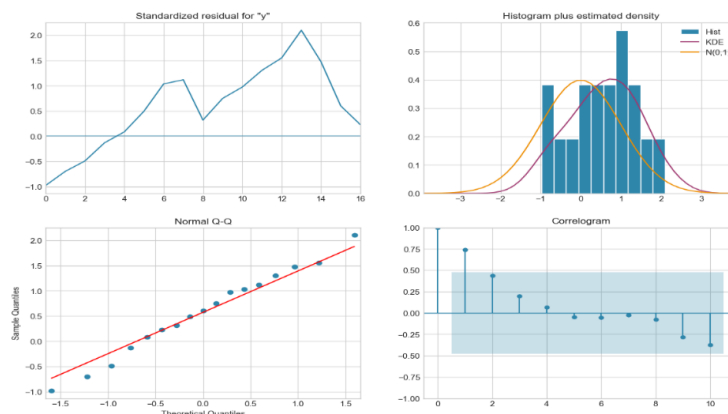 Standardized residual for "y"
2.0
1.5
1.0
0.5
0.0
−0.5
−1.0
0 2 4 6 8 10 12 14 16
Histogram plus estimated density
0.6
0.5
0.4
0.3
0.2
0.1
0.0
−3 −2 −1 0 1 2 3
Hist
KDE
N(0,1
Normal Q-Q
Sample Quantiles
2.0
1.5
1.0
0.5
0.0
−0.5
−1.0
−1.5 −1.0 −0.5 0.0 0.5 1.0 1.5
Theoretical Quantiles
Correlogram
1.00
0.75
0.50
0.25
0.00
−0.25
−0.50
−0.75
−1.00
0 2 4 6 8 10